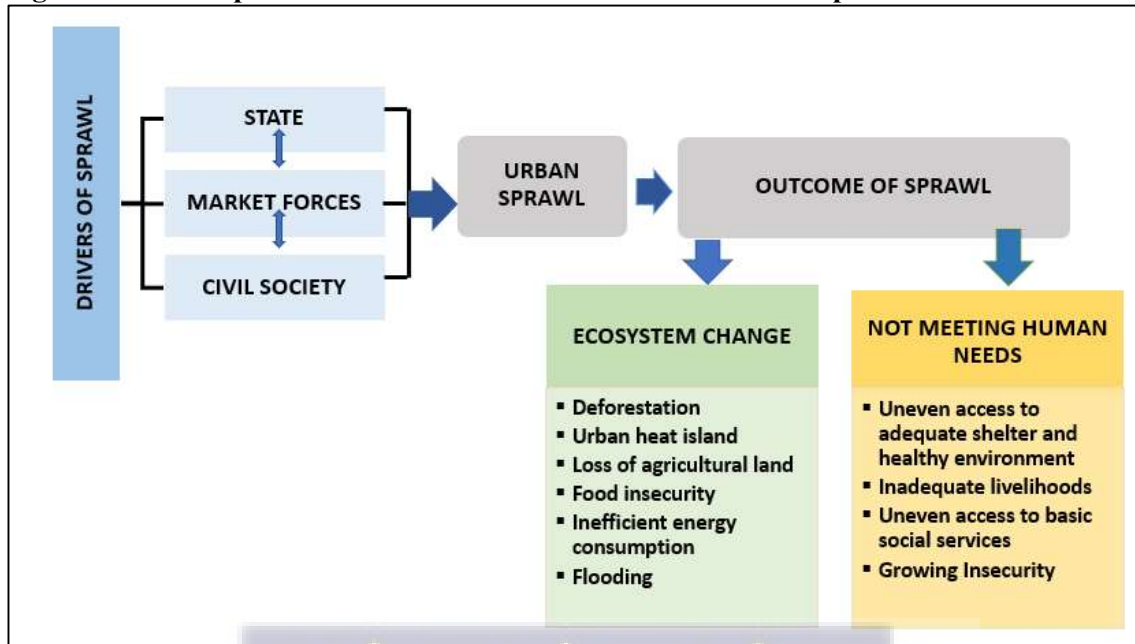 DRIVERS OF SPRAWL
STATE
MARKET FORCES
CIVIL SOCIETY
URBAN
SPRAWL
OUTCOME OF SPRAWL
ECOSYSTEM CHANGE
▪ Deforestation
▪ Urban heat island
▪ Loss of agricultural land
▪ Food insecurity
▪ Inefficient energy
consumption
▪ Flooding
NOT MEETING HUMAN
NEEDS
▪ Uneven access to
adequate shelter and
healthy environment
▪ Inadequate livelihoods
▪ Uneven access to basic
social services
▪ Growing Insecurity